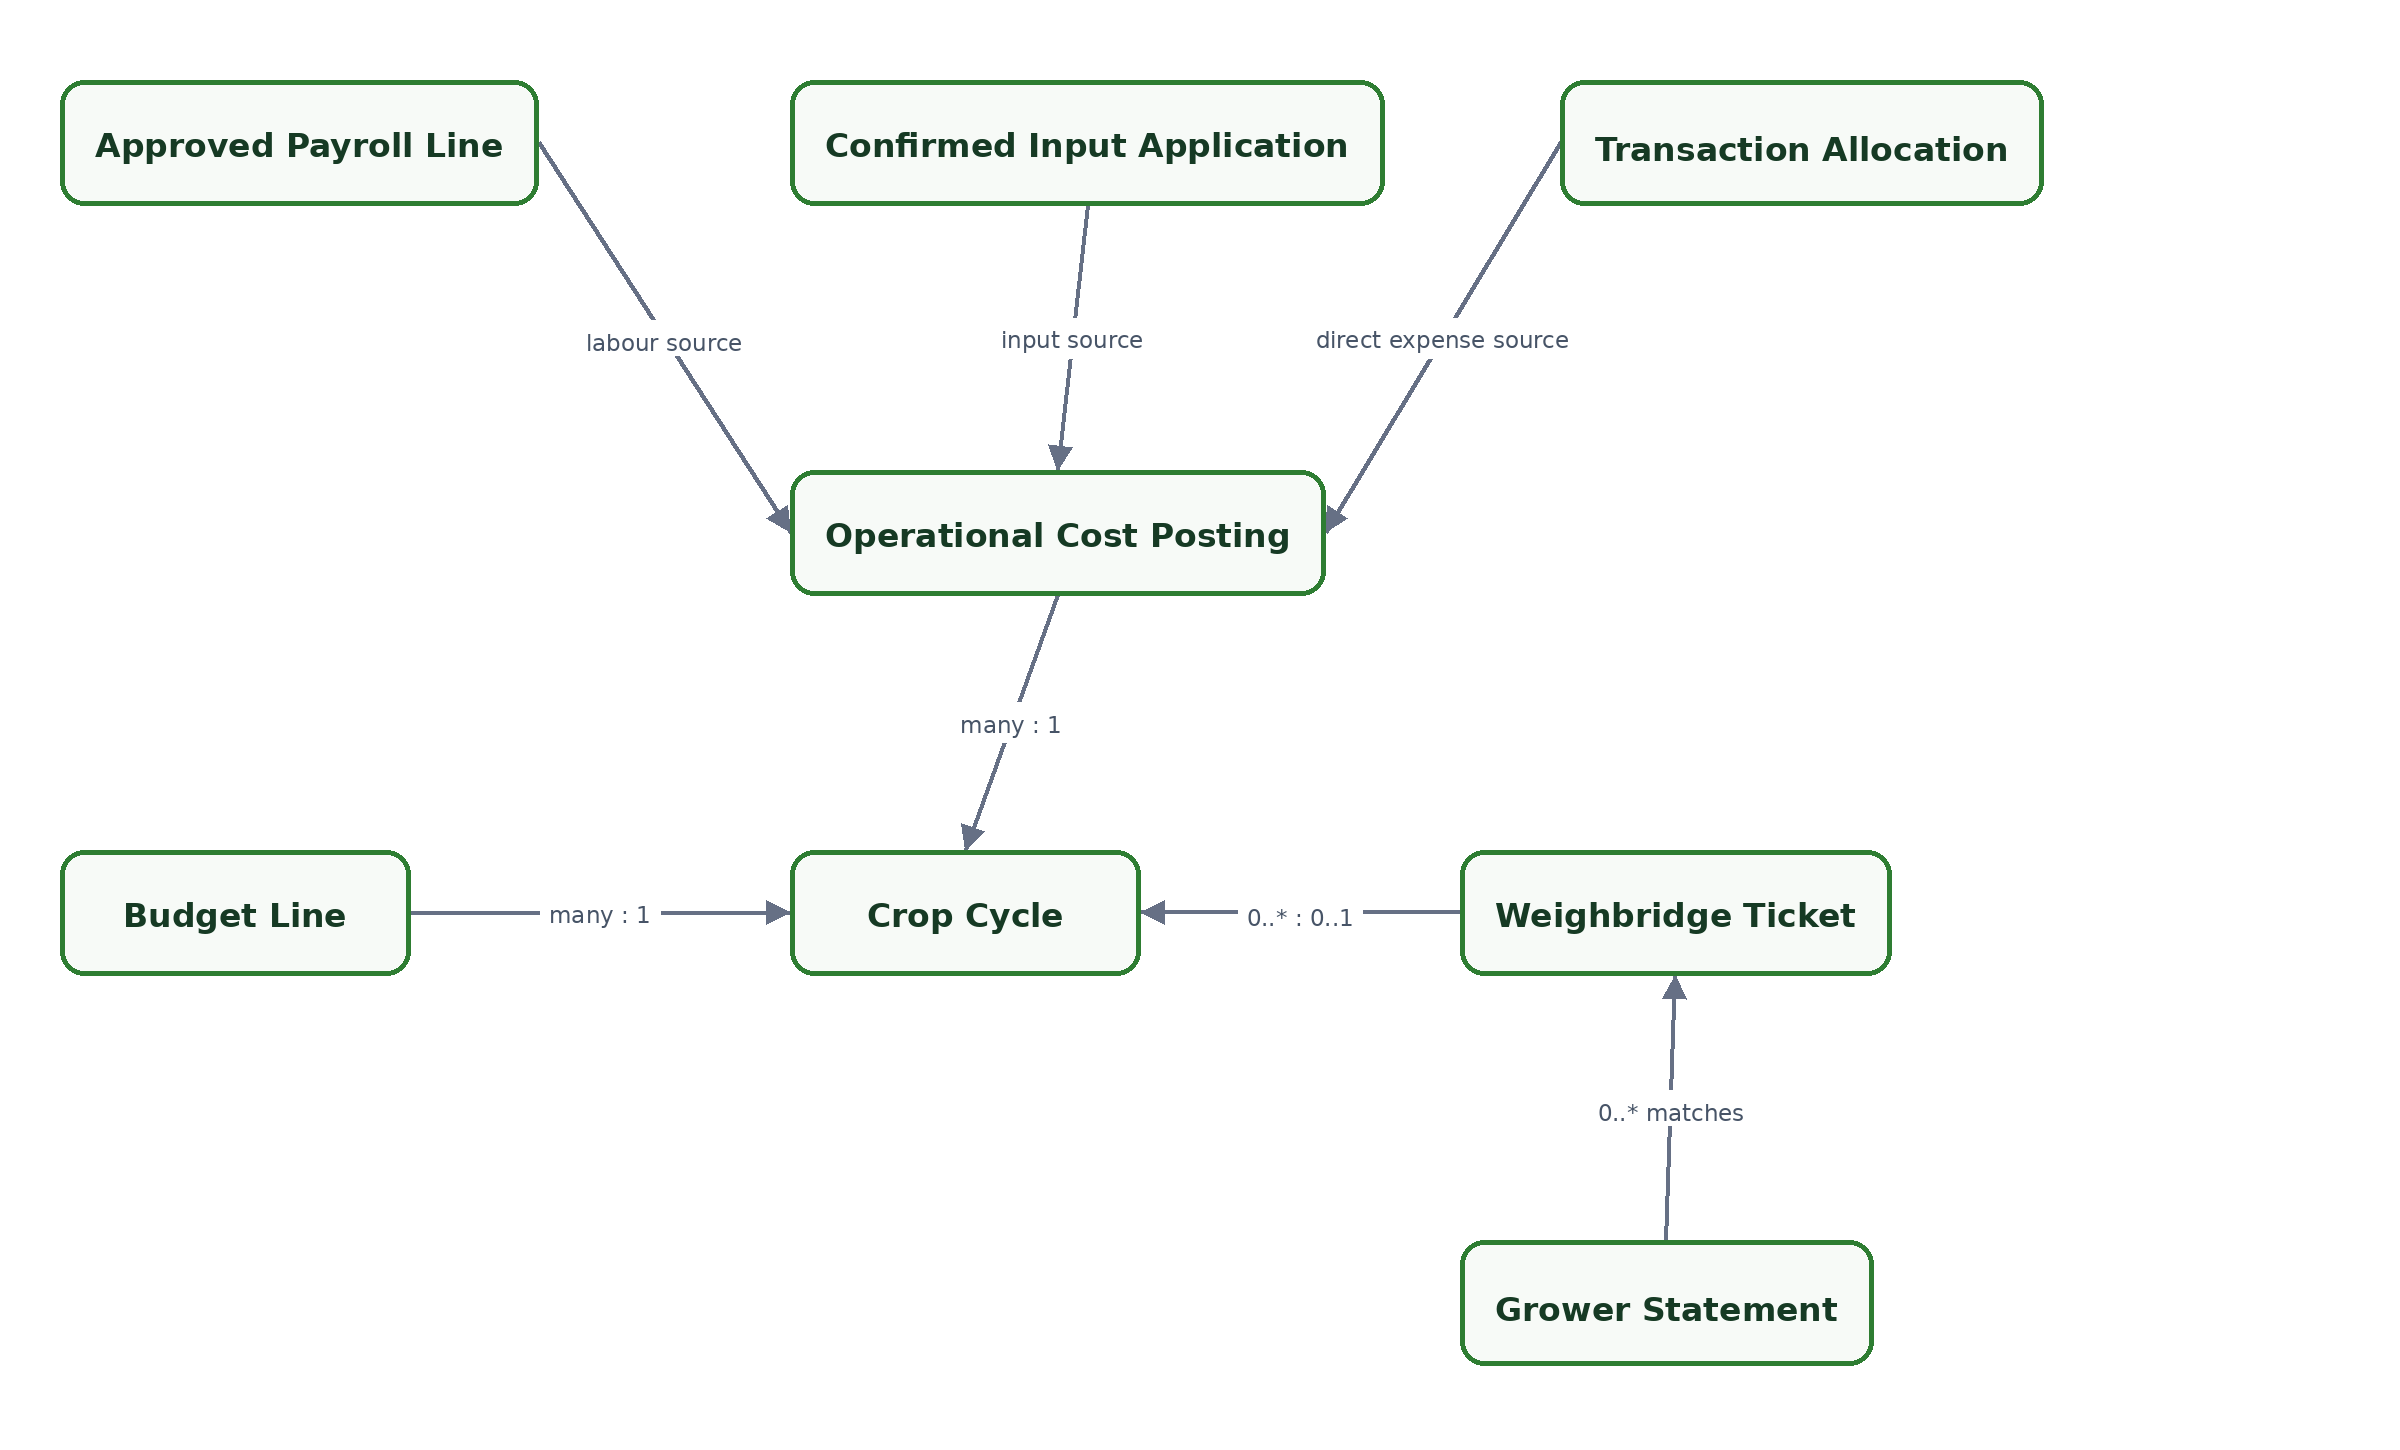 Approved Payroll Line
Confirmed Input Application
Transaction Allocation
labour source
input source
direct expense source
Operational Cost Posting
many : 1
Budget Line
many : 1
Crop Cycle
0..* : 0..1
Weighbridge Ticket
0..* matches
Grower Statement